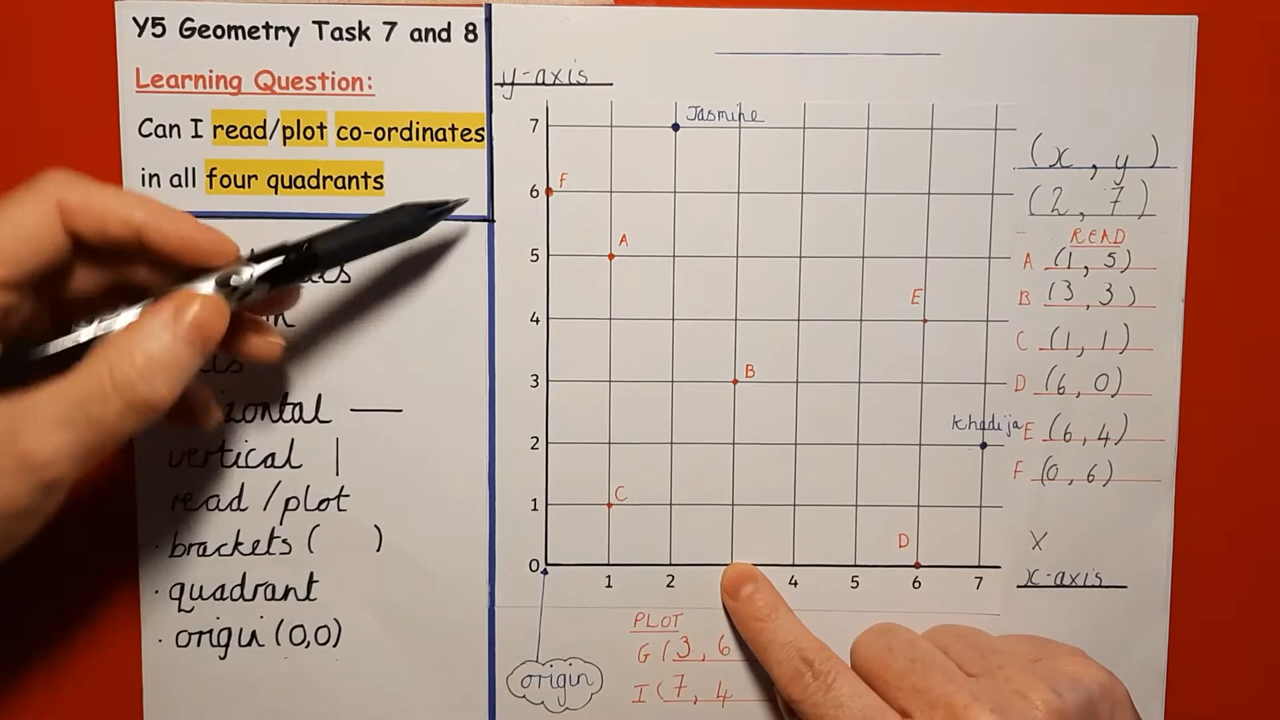 Y5 Geometry Task 7 and 8
Learning Question:
Can I read/plot co-ordinates
in all four quadrants
horizontal —
vertical |
read / plot
· brackets ( )
· quadrant
· origin (0,0)
y-axis
7 Jasmine
6 F
5 A
4 E
3 B
2 Khadija
1 C
0 D
1 2 4 5 6 7
x
x-axis
origin
PLOT
G (3, 6
I (7, 4
(x, y)
(2, 7)
READ
A (1, 5)
B (3, 3)
C (1, 1)
D (6, 0)
E (6, 4)
F (0, 6)